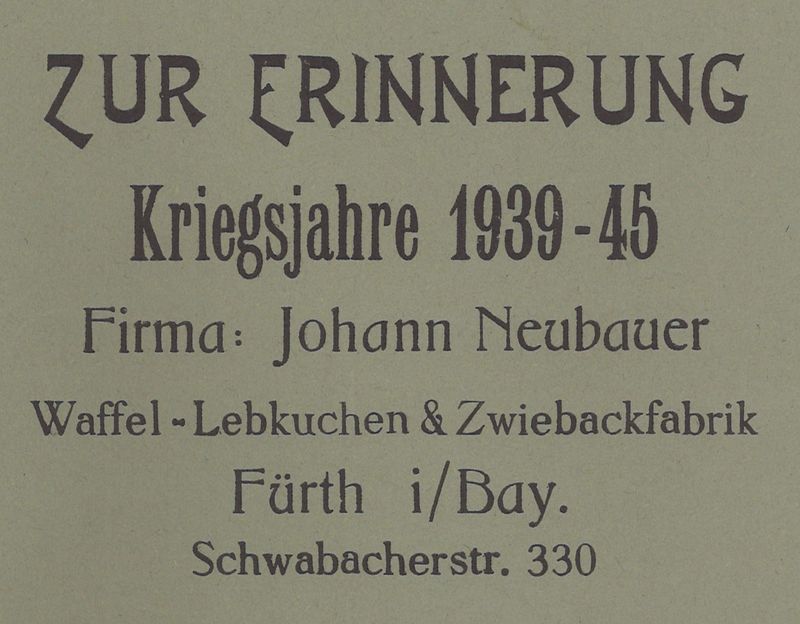 ZUR ERINNERUNG
Kriegsjahre 1939-45
Firma: Johann Neubauer
Waffel-Lebkuchen & Zwiebackfabrik
Fürth i/Bay.
Schwabacherstr. 330